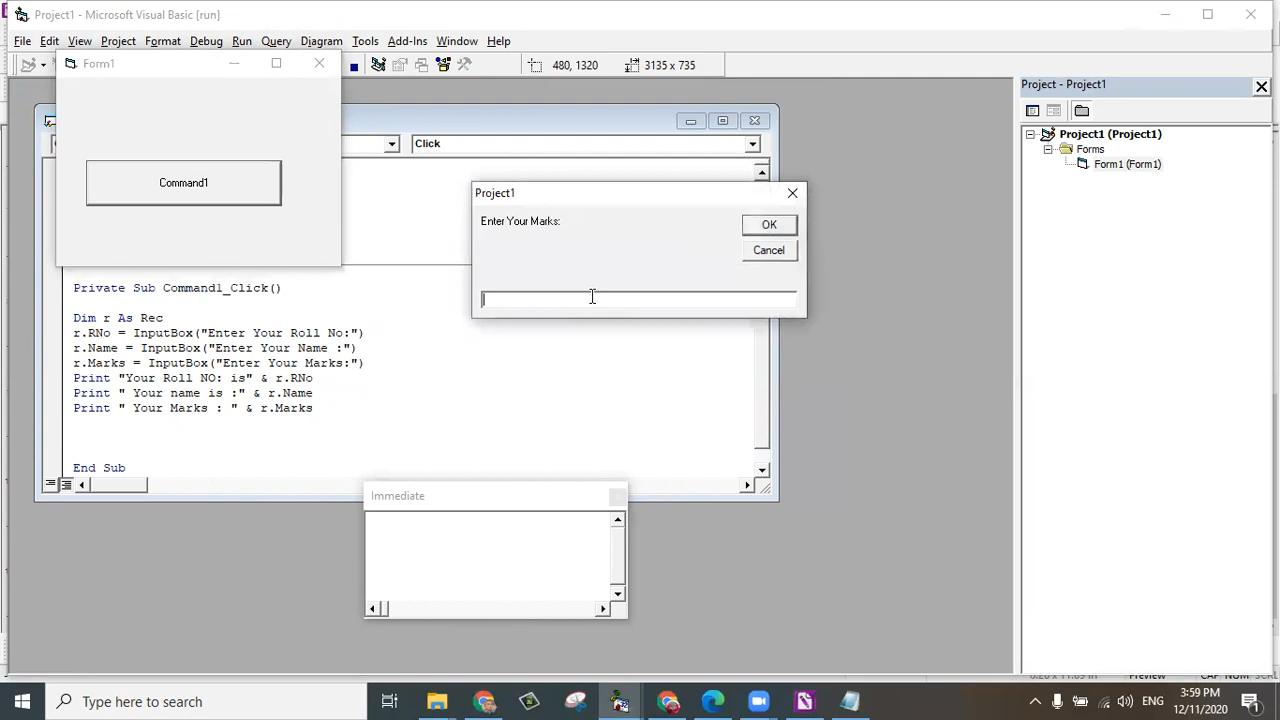 Project1 - Microsoft Visual Basic [run]
File Edit View Project Format Debug Run Query Diagram Tools Add-Ins Window Help
480, 1320 3135 x 735
Form1
Command1
Click
Project1
Enter Your Marks:
OK
Cancel
Private Sub Command1_Click()
Dim r As Rec
r.RNo = InputBox("Enter Your Roll No:")
r.Name = InputBox("Enter Your Name :")
r.Marks = InputBox("Enter Your Marks:")
Print "Your Roll NO: is" & r.RNo
Print " Your name is :" & r.Name
Print " Your Marks : " & r.Marks
End Sub
Immediate
Project - Project1
Project1 (Project1)
Forms
Form1 (Form1)
Preview
Type here to search
ENG
3:59 PM
12/11/2020
1